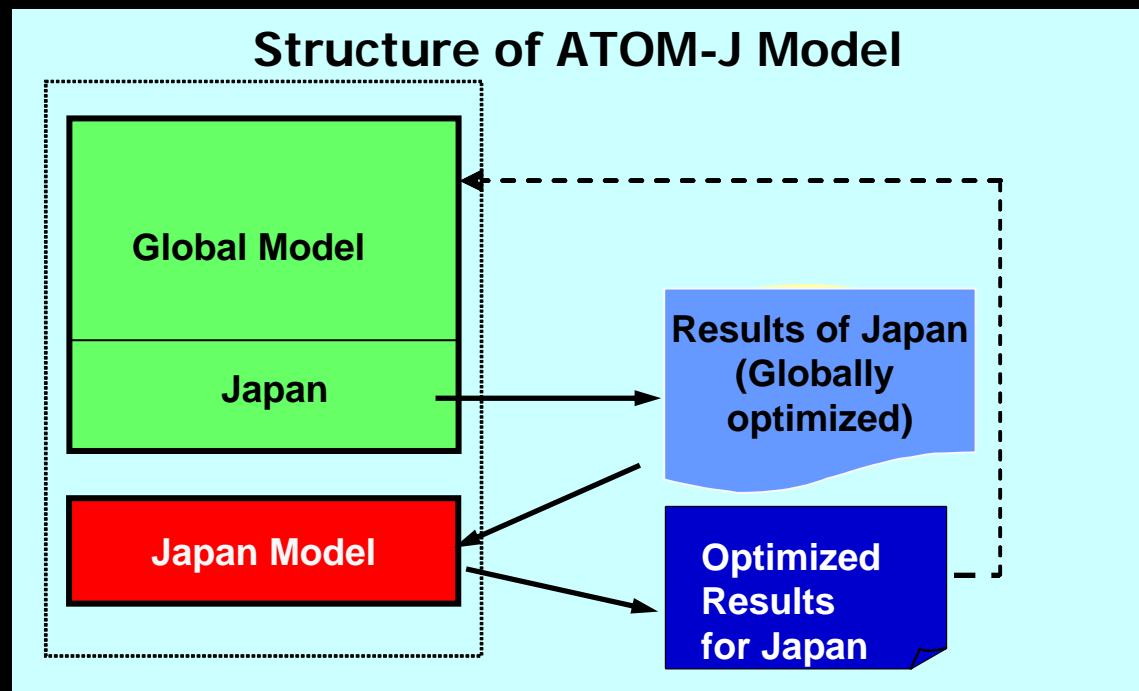 Structure of ATOM-J Model
Global Model
Japan
Results of Japan
(Globally
optimized)
Japan Model
Optimized
Results
for Japan